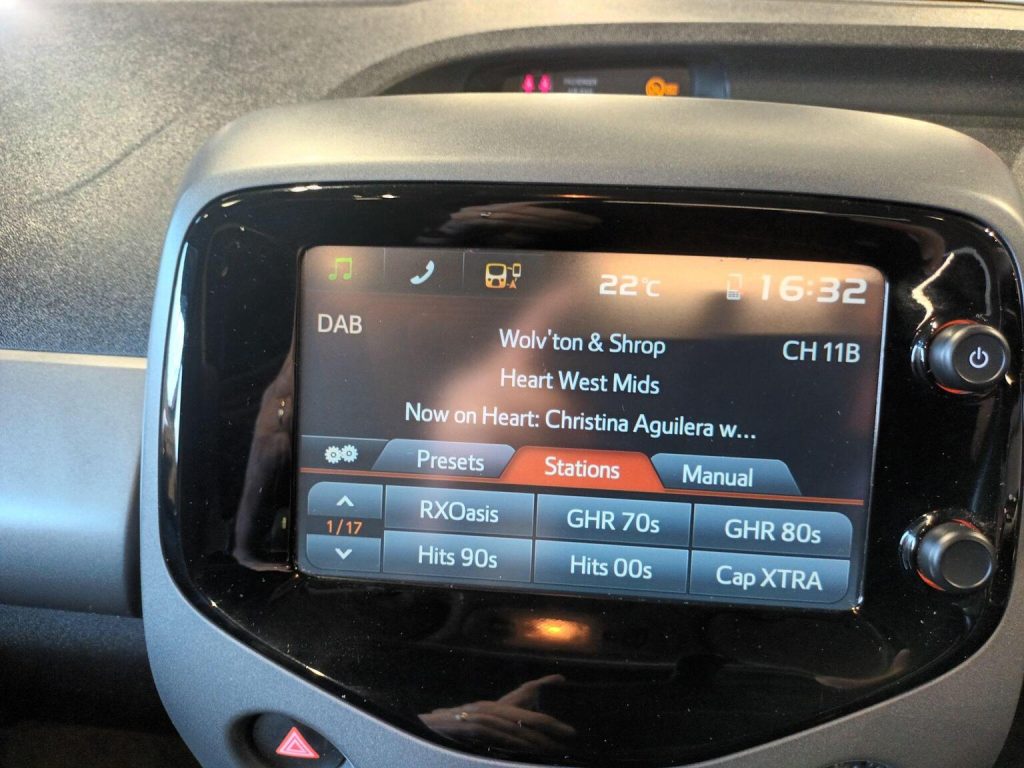 22°C 16:32
DAB
Wolv'ton & Shrop
CH 11B
Heart West Mids
Now on Heart: Christina Aguilera w...
Presets Stations Manual
1/17
RXOasis GHR 70s GHR 80s
Hits 90s Hits 00s Cap XTRA